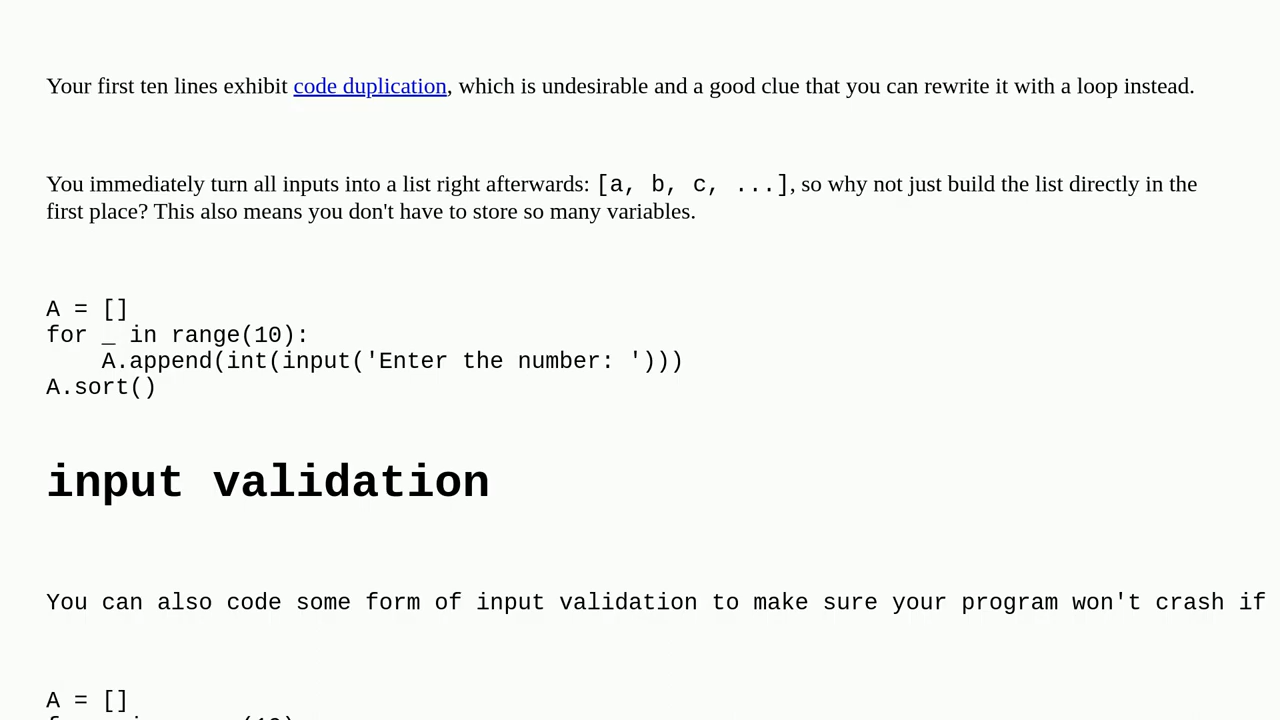 Your first ten lines exhibit code duplication, which is undesirable and a good clue that you can rewrite it with a loop instead.
You immediately turn all inputs into a list right afterwards: [a, b, c, ...], so why not just build the list directly in the
first place? This also means you don't have to store so many variables.
A = []
for _ in range(10):
    A.append(int(input('Enter the number: ')))
A.sort()
input validation
You can also code some form of input validation to make sure your program won't crash if
A = []